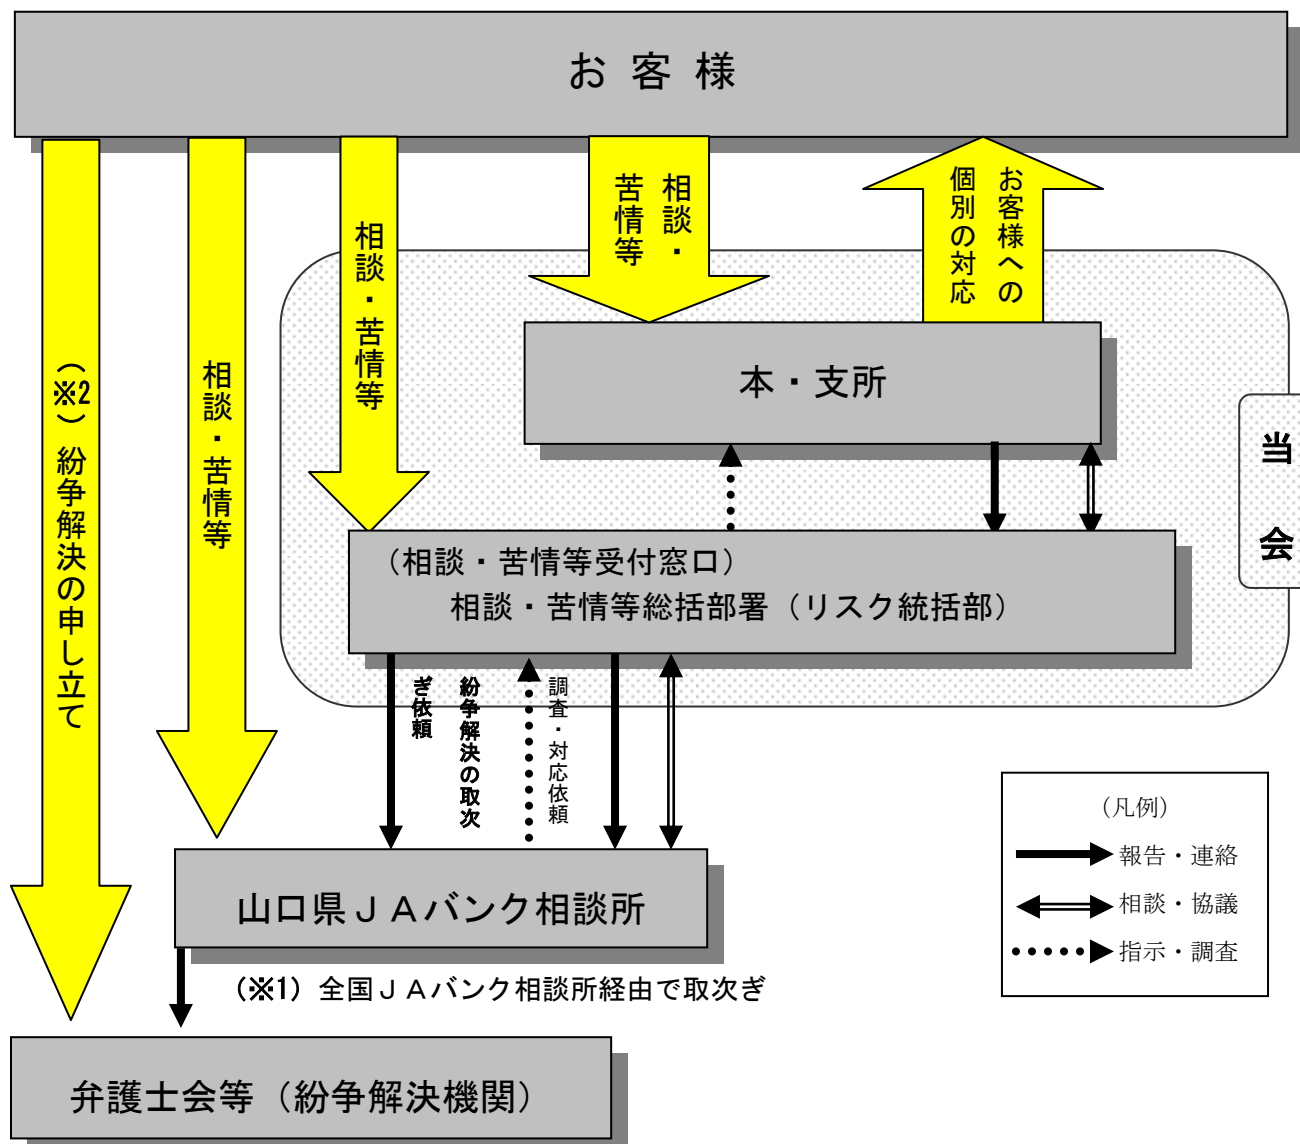 お 客 様
相談・
苦情等
お客様への
個別の対応
相談・苦情等
相談・苦情等
(※2) 紛争解決の申し立て
本・支所
当会
(相談・苦情等受付窓口)
相談・苦情等総括部署(リスク統括部)
紛争解決の取次
ぎ依頼
調査・対応依頼
山口県JAバンク相談所
(※1) 全国JAバンク相談所経由で取次ぎ
弁護士会等(紛争解決機関)
(凡例)
報告・連絡
相談・協議
指示・調査